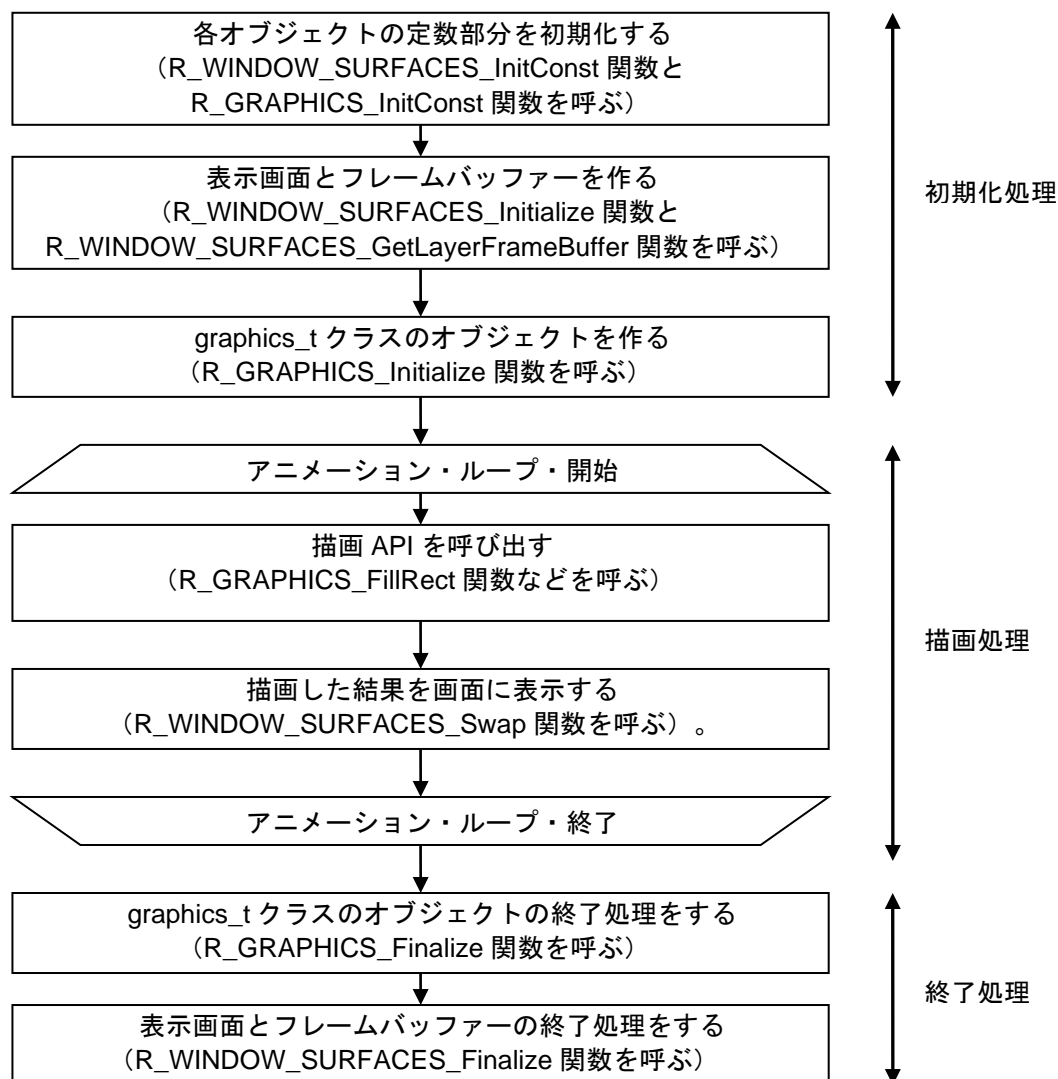 各オブジェクトの定数部分を初期化する
（R_WINDOW_SURFACES_InitConst 関数と
R_GRAPHICS_InitConst 関数を呼ぶ）
表示画面とフレームバッファーを作る
（R_WINDOW_SURFACES_Initialize 関数と
R_WINDOW_SURFACES_GetLayerFrameBuffer 関数を呼ぶ）
初期化処理
graphics_t クラスのオブジェクトを作る
（R_GRAPHICS_Initialize 関数を呼ぶ）
アニメーション・ループ・開始
描画 API を呼び出す
（R_GRAPHICS_FillRect 関数などを呼ぶ）
描画処理
描画した結果を画面に表示する
（R_WINDOW_SURFACES_Swap 関数を呼ぶ）。
アニメーション・ループ・終了
graphics_t クラスのオブジェクトの終了処理をする
（R_GRAPHICS_Finalize 関数を呼ぶ）
終了処理
表示画面とフレームバッファーの終了処理をする
（R_WINDOW_SURFACES_Finalize 関数を呼ぶ）